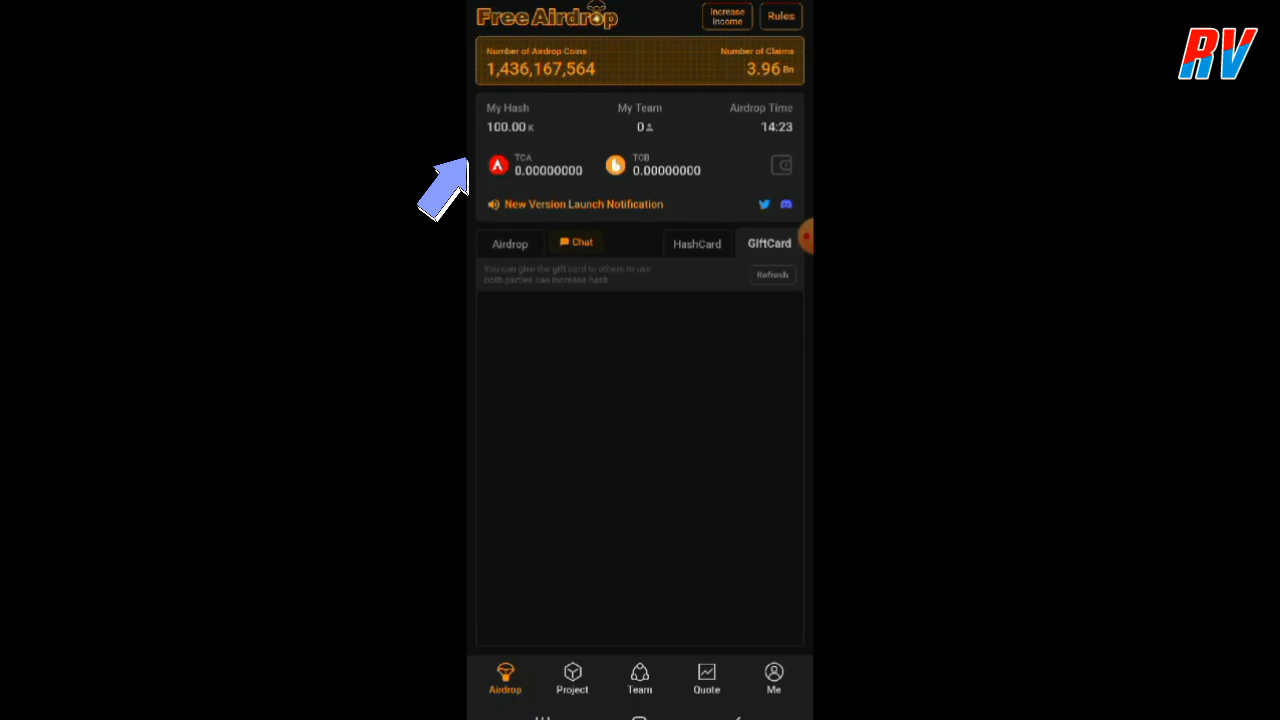 Free Airdrop
Increase
Income
Rules
RV
Number of Airdrop Coins
Number of Claims
1,436,167,564
3.96 Bn
My Hash
My Team
Airdrop Time
100.00 K
0
14:23
TCA
0.00000000
TCB
0.00000000
New Version Launch Notification
Airdrop
Chat
HashCard
GiftCard
You can give the gift card to others to use
Both parties can increase hash
Refresh
Airdrop
Project
Team
Quote
Me